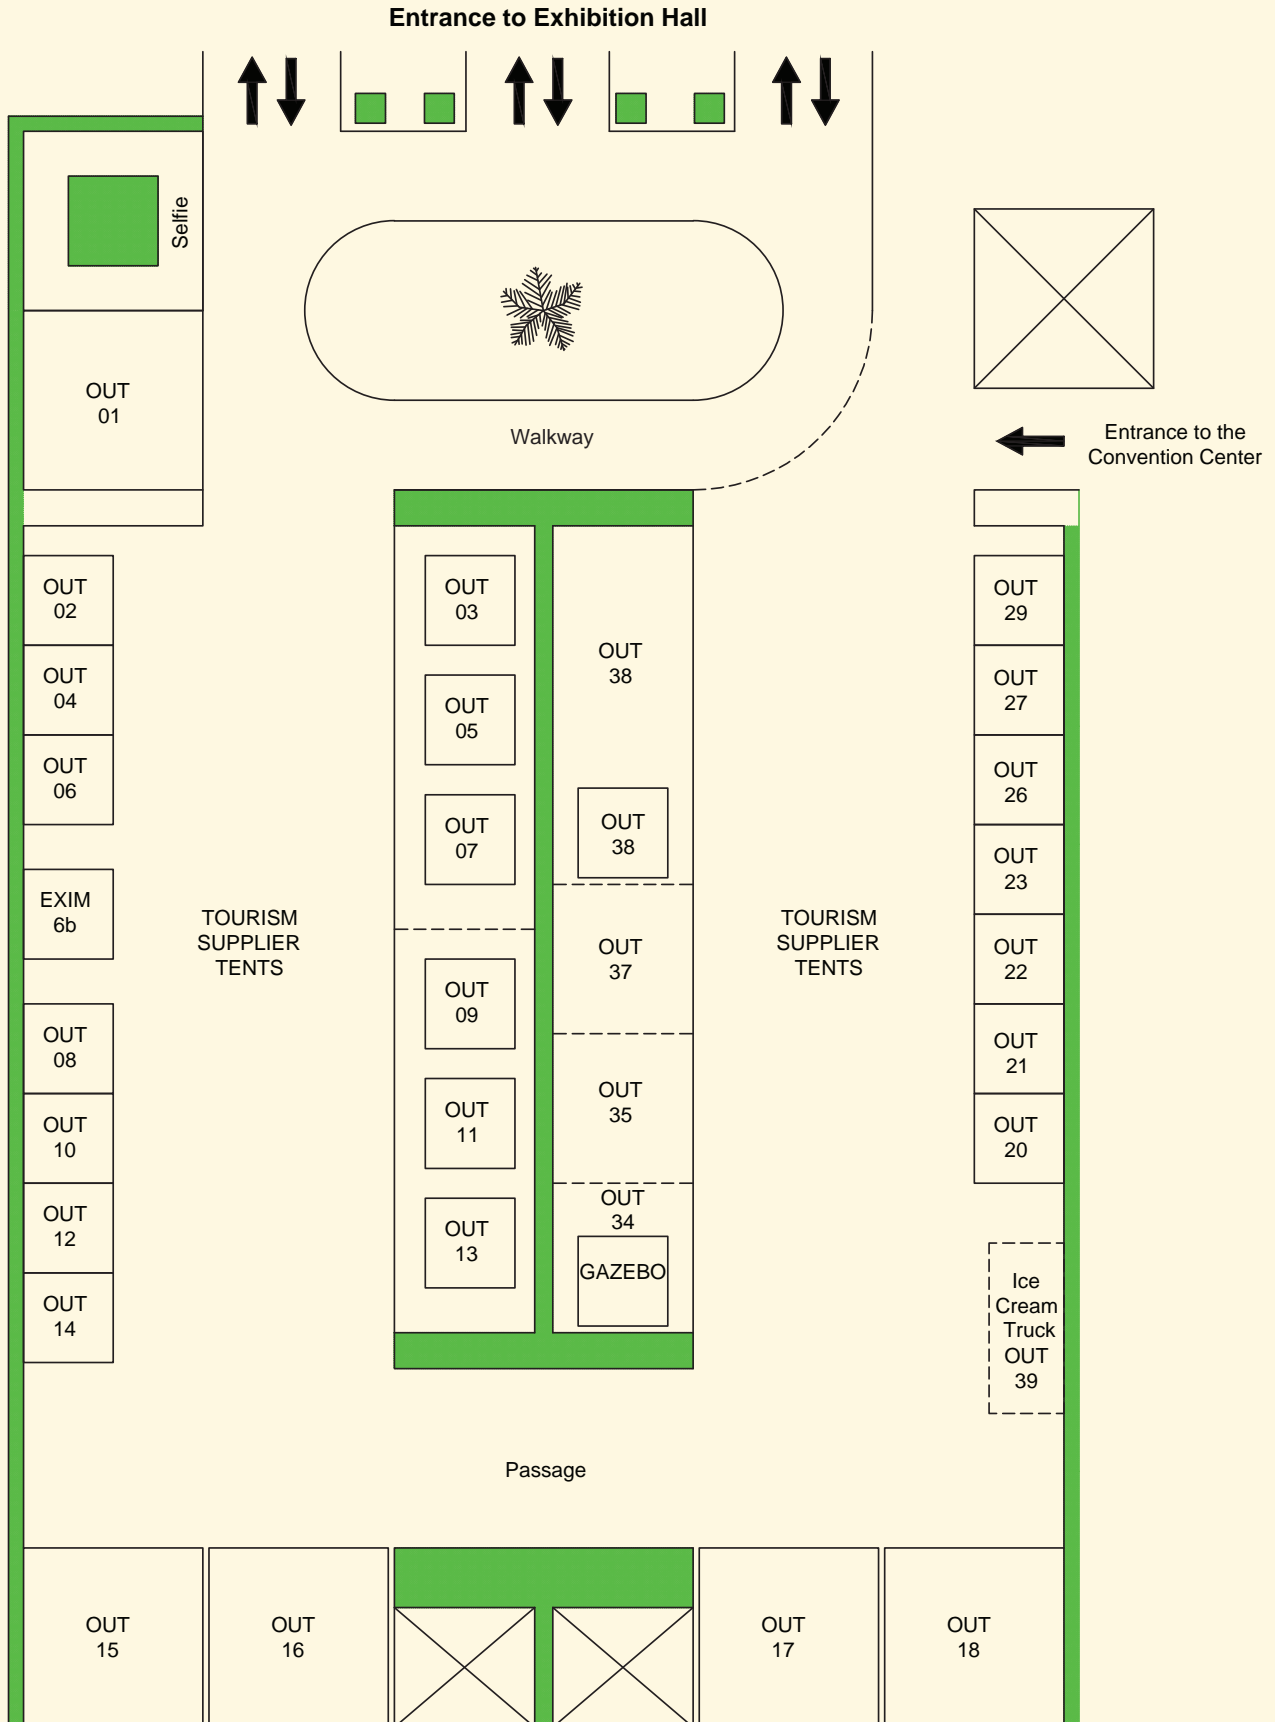 Entrance to Exhibition Hall
Selfie
OUT
01
Walkway
Entrance to the
Convention Center
OUT
02
OUT
04
OUT
06
EXIM
6b
OUT
08
OUT
10
OUT
12
OUT
14
TOURISM
SUPPLIER
TENTS
OUT
03
OUT
05
OUT
07
OUT
09
OUT
11
OUT
13
OUT
38
OUT
38
OUT
37
OUT
35
OUT
34
GAZEBO
TOURISM
SUPPLIER
TENTS
OUT
29
OUT
27
OUT
26
OUT
23
OUT
22
OUT
21
OUT
20
Ice
Cream
Truck
OUT
39
Passage
OUT
15
OUT
16
OUT
17
OUT
18